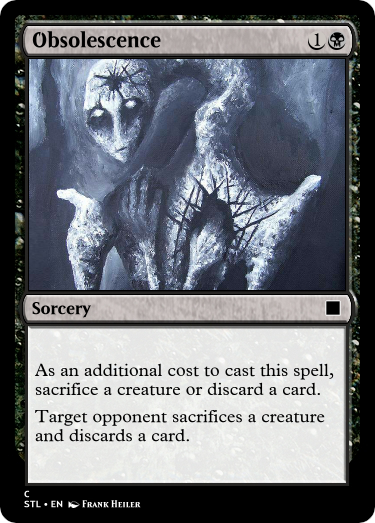 Obsolescence 1
Sorcery
As an additional cost to cast this spell,
sacrifice a creature or discard a card.
Target opponent sacrifices a creature
and discards a card.
C
STL • EN Frank Heiler